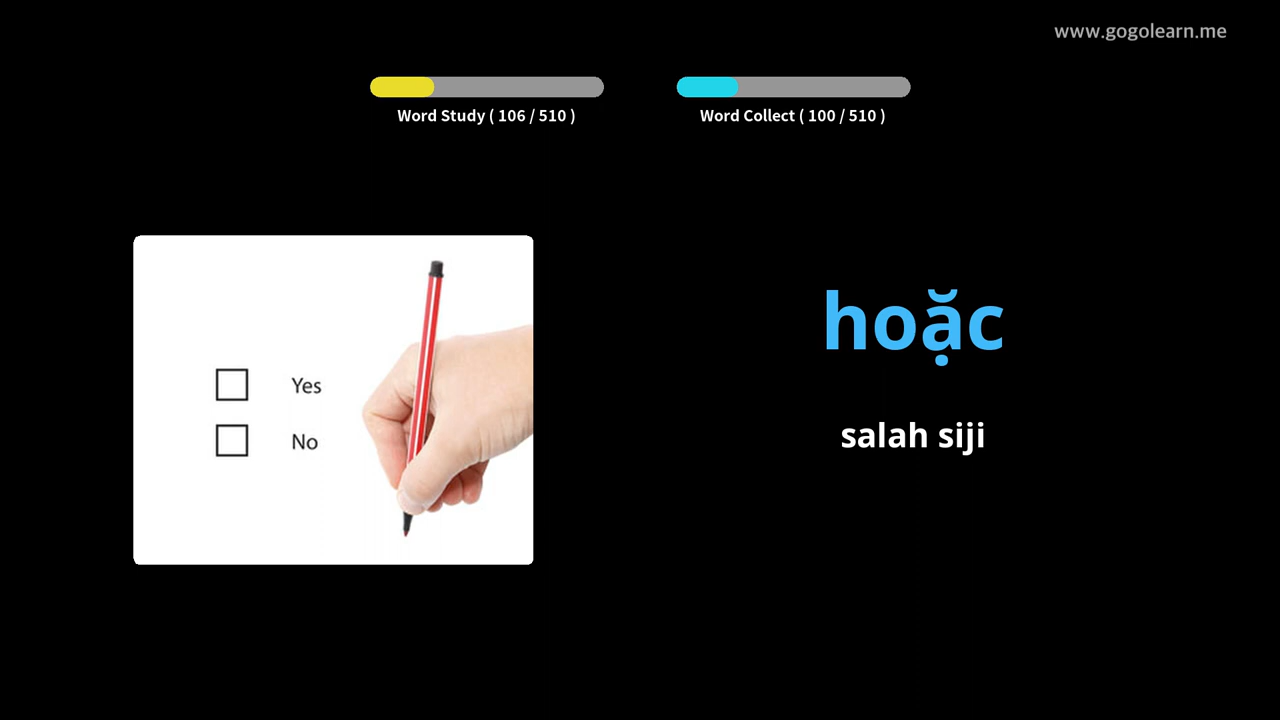 www.gogolearn.me
Word Study ( 106 / 510 )
Word Collect ( 100 / 510 )
Yes
No
hoặc
salah siji